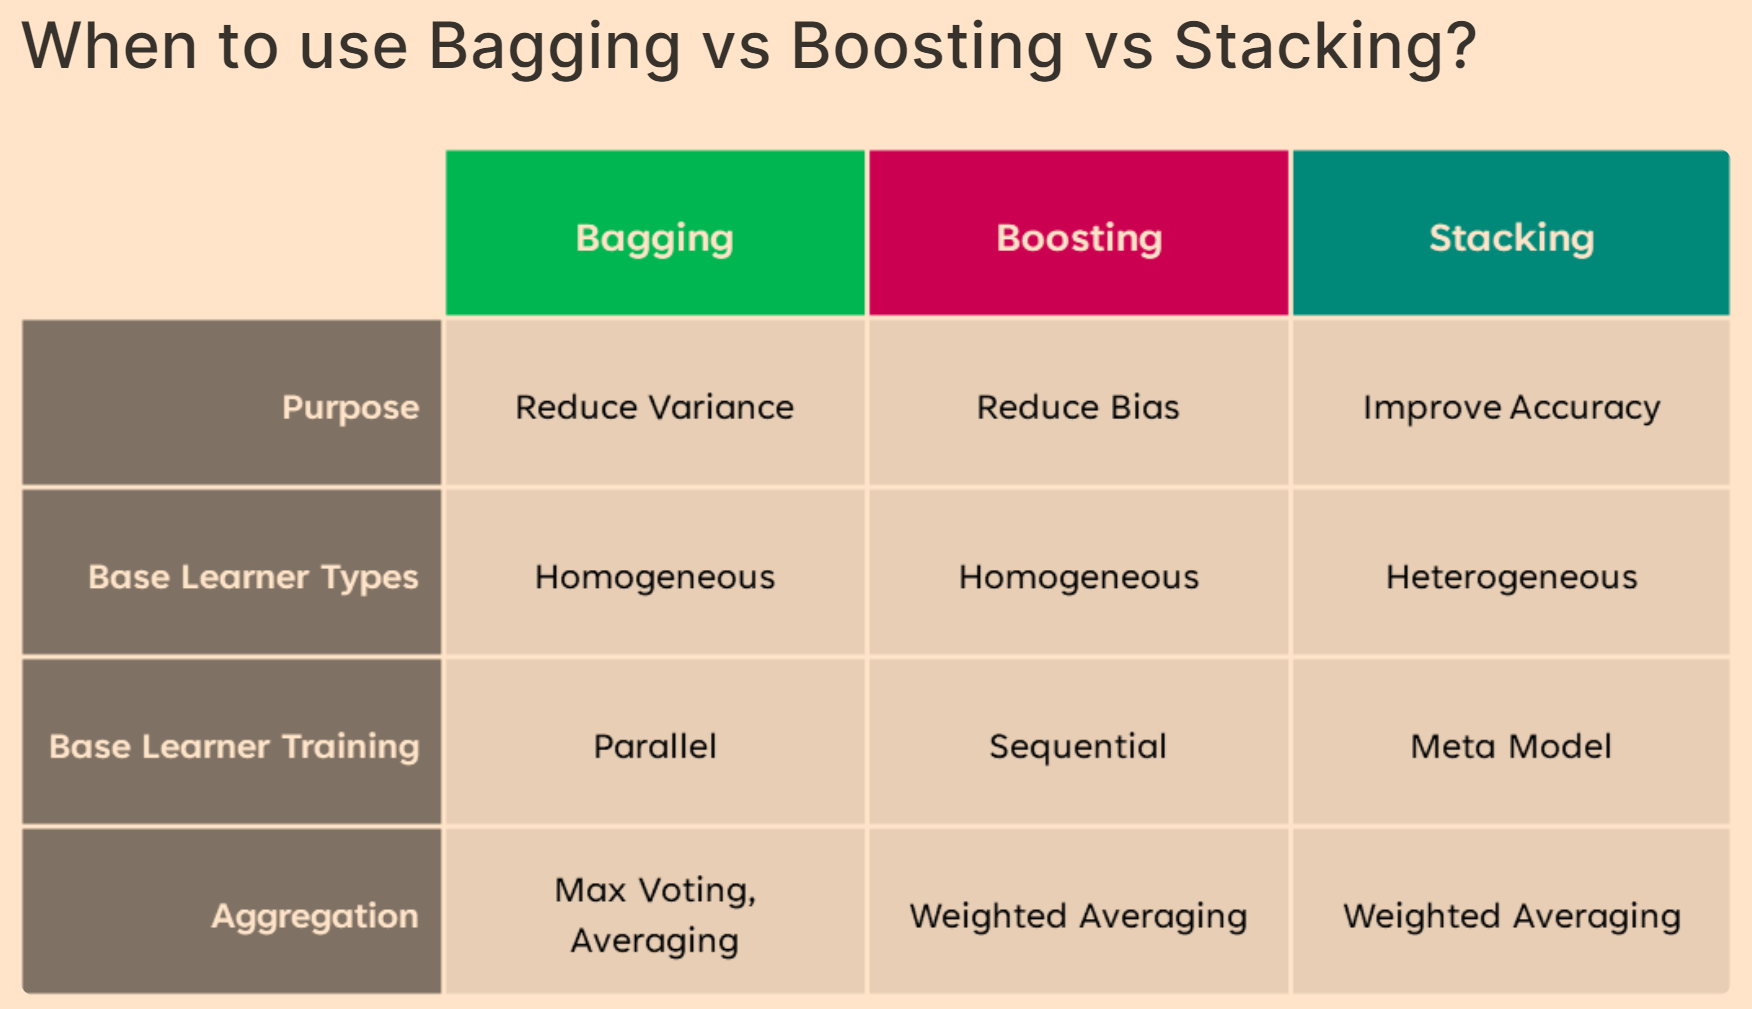 When to use Bagging vs Boosting vs Stacking?
Bagging Boosting Stacking
Purpose Reduce Variance Reduce Bias Improve Accuracy
Base Learner Types Homogeneous Homogeneous Heterogeneous
Base Learner Training Parallel Sequential Meta Model
Aggregation Max Voting,
Averaging Weighted Averaging Weighted Averaging